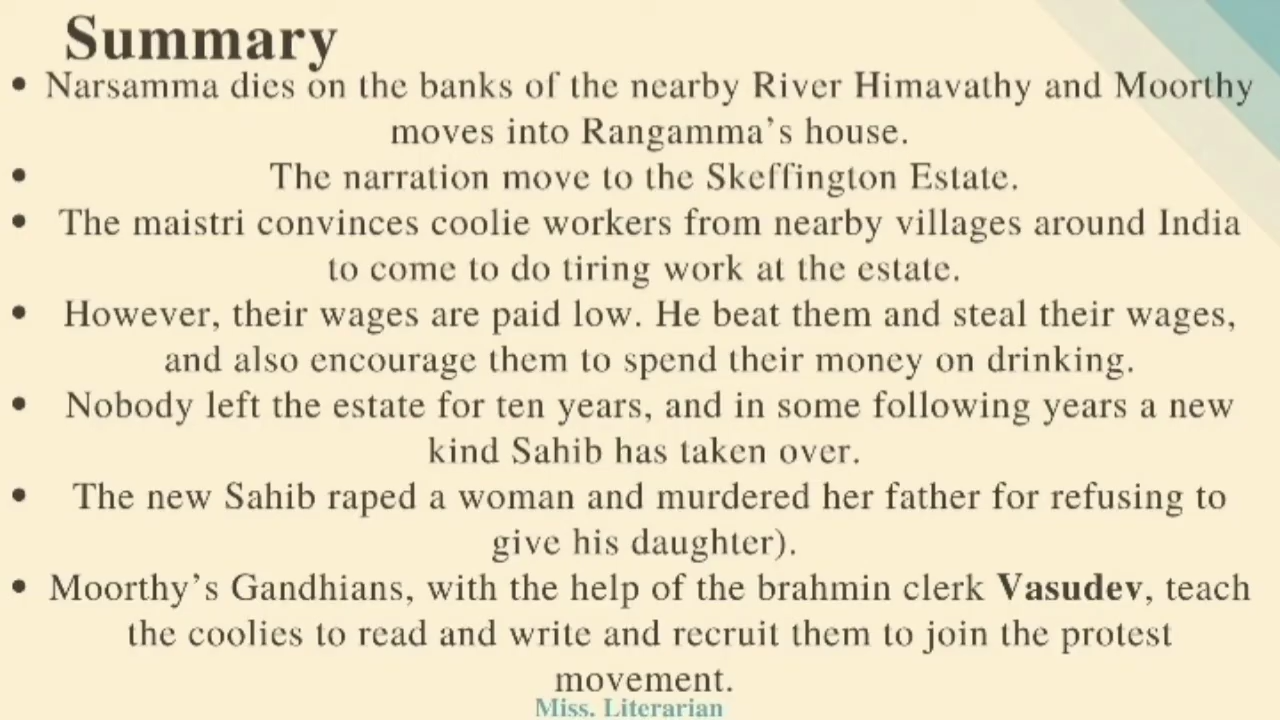 Summary
• Narsamma dies on the banks of the nearby River Himavathy and Moorthy
moves into Rangamma's house.
• The narration move to the Skeffington Estate.
• The maistri convinces coolie workers from nearby villages around India
to come to do tiring work at the estate.
• However, their wages are paid low. He beat them and steal their wages,
and also encourage them to spend their money on drinking.
• Nobody left the estate for ten years, and in some following years a new
kind Sahib has taken over.
• The new Sahib raped a woman and murdered her father for refusing to
give his daughter).
• Moorthy's Gandhians, with the help of the brahmin clerk Vasudev, teach
the coolies to read and write and recruit them to join the protest
movement.
Miss. Literarian